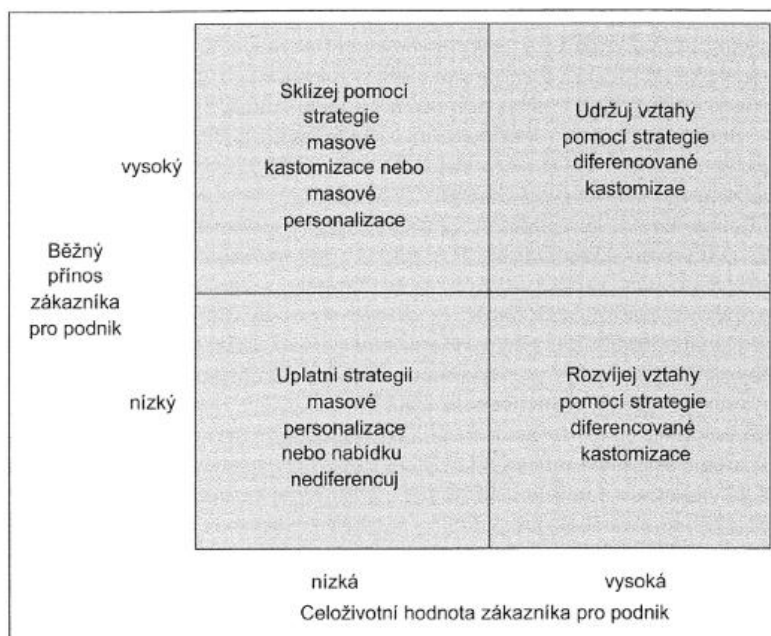 Sklízej pomocí
strategie
masové
kastomizace nebo
masové
personalizace
Udržuj vztahy
pomocí strategie
diferencované
kastomizae
vysoký
Běžný
přínos
zákazníka
pro podnik
nízký
Uplatni strategii
masové
personalizace
nebo nabídku
nediferencuj
Rozvíjej vztahy
pomocí strategie
diferencované
kastomizace
nízká
vysoká
Celoživotní hodnota zákazníka pro podnik